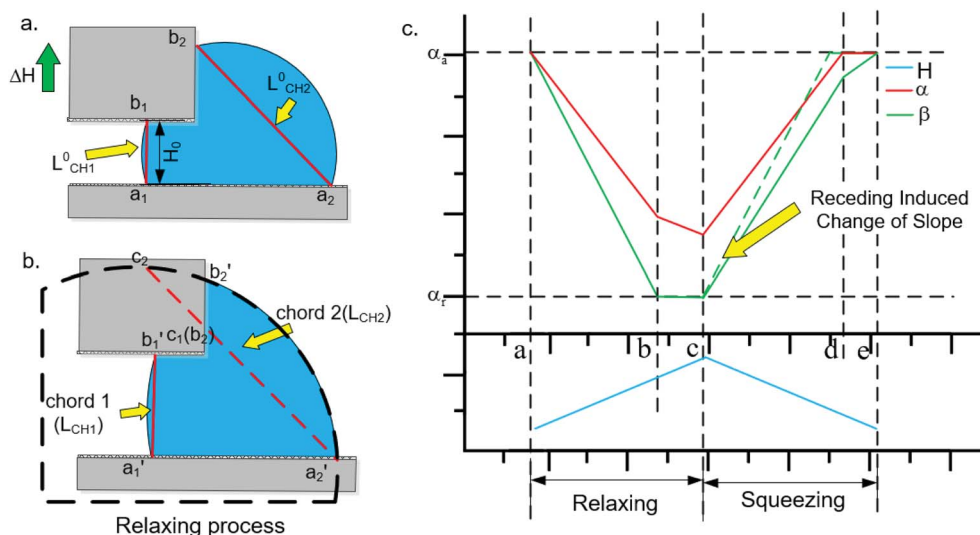 a.
ΔH
b₂
b₁
L⁰CH2
L⁰CH1
H₀
a₁
a₂
b.
c₂
b₂'
chord 2(LCH2)
b₁'
c₁(b₂)
chord 1
(LCH1)
a₁'
a₂'
Relaxing process
c.
αa
H
α
β
Receding Induced
Change of Slope
αr
a
b
c
d
e
Relaxing
Squeezing